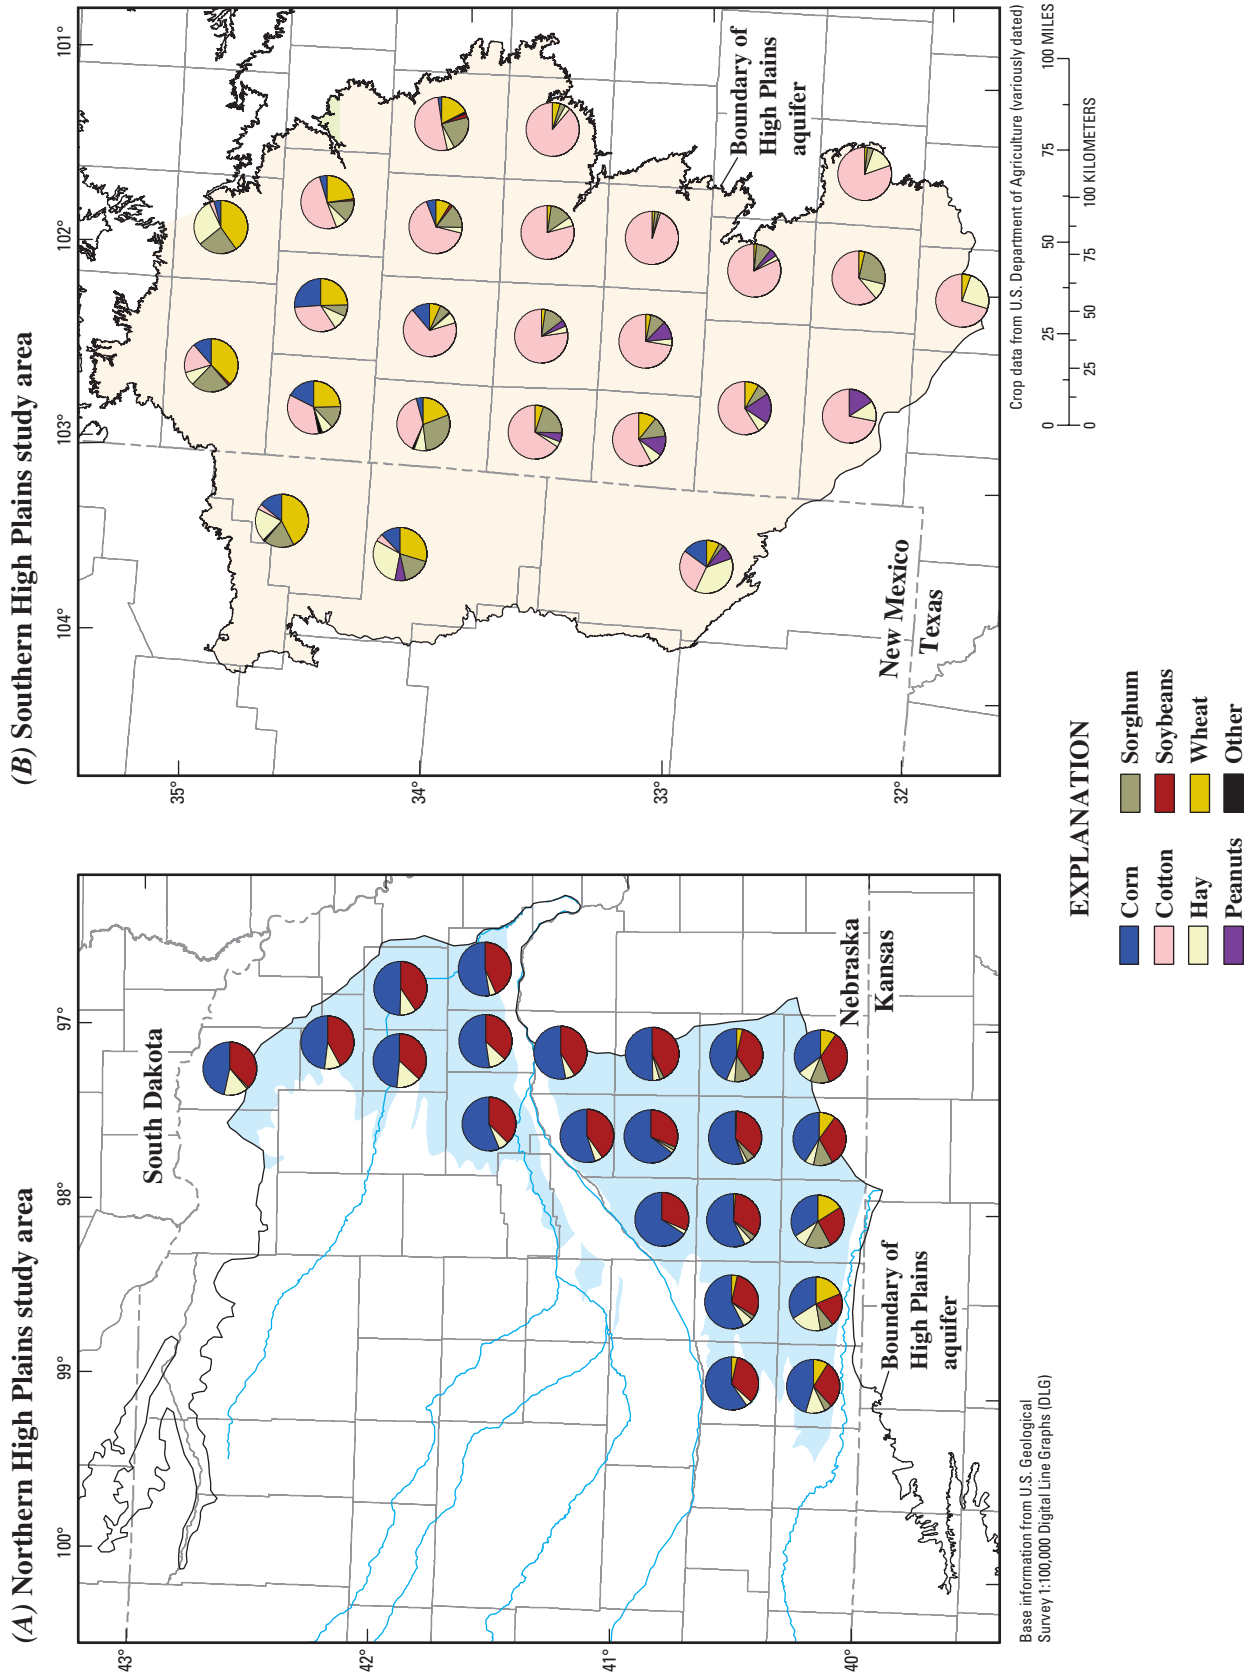 (A) Northern High Plains study area
100°
99°
98°
97°
43°
42°
41°
40°
South Dakota
Nebraska
Kansas
Boundary of
High Plains
aquifer
Base information from U.S. Geological
Survey 1:100,000 Digital Line Graphs (DLG)
(B) Southern High Plains study area
104°
103°
102°
101°
35°
34°
33°
32°
New Mexico
Texas
Boundary of
High Plains
aquifer
Crop data from U.S. Department of Agriculture (variously dated)
0 25 50 75 100 MILES
0 25 50 75 100 KILOMETERS
EXPLANATION
Corn
Cotton
Hay
Peanuts
Sorghum
Soybeans
Wheat
Other